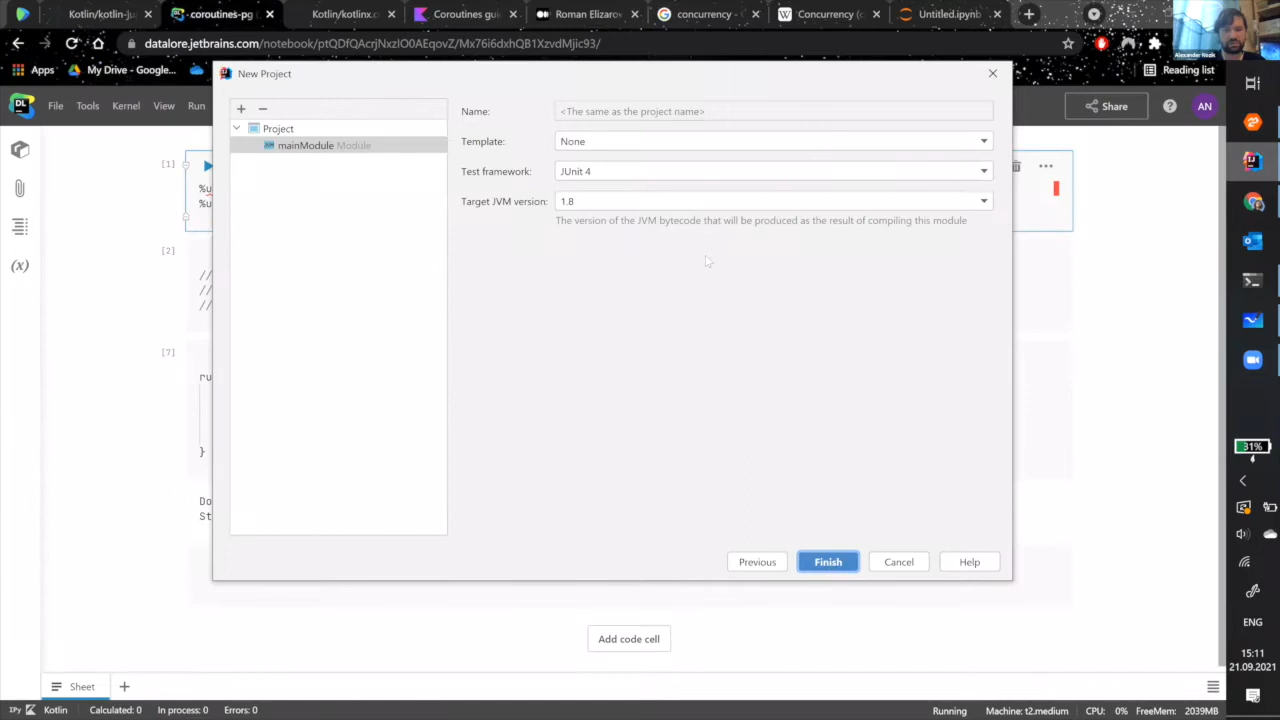 Kotlin/kotlin-ju
coroutines-pg
Kotlin/kotlinx.c
Coroutines gui
Roman Elizarov
concurrency -
Concurrency (
Untitled.ipynb
datalore.jetbrains.com/notebook/ptQDfQAcrjNxzIO0AEqovZ/Mx76i6dxhQB1XzvdMjic93/
Alexander Nozik
Apps
My Drive - Google...
Reading list
New Project
File
Tools
Kernel
View
Run
Share
AN
Project
mainModule Module
Name:
<The same as the project name>
Template:
None
Test framework:
JUnit 4
Target JVM version:
1.8
The version of the JVM bytecode that will be produced as the result of compiling this module
[1]
%u
%u
[2]
//
//
//
[7]
ru
}
Do
St
Previous
Finish
Cancel
Help
Add code cell
Sheet
Kotlin
Calculated: 0
In process: 0
Errors: 0
Running
Machine: t2.medium
CPU: 0%
FreeMem: 2039MB
31%
ENG
15:11
21.09.2021